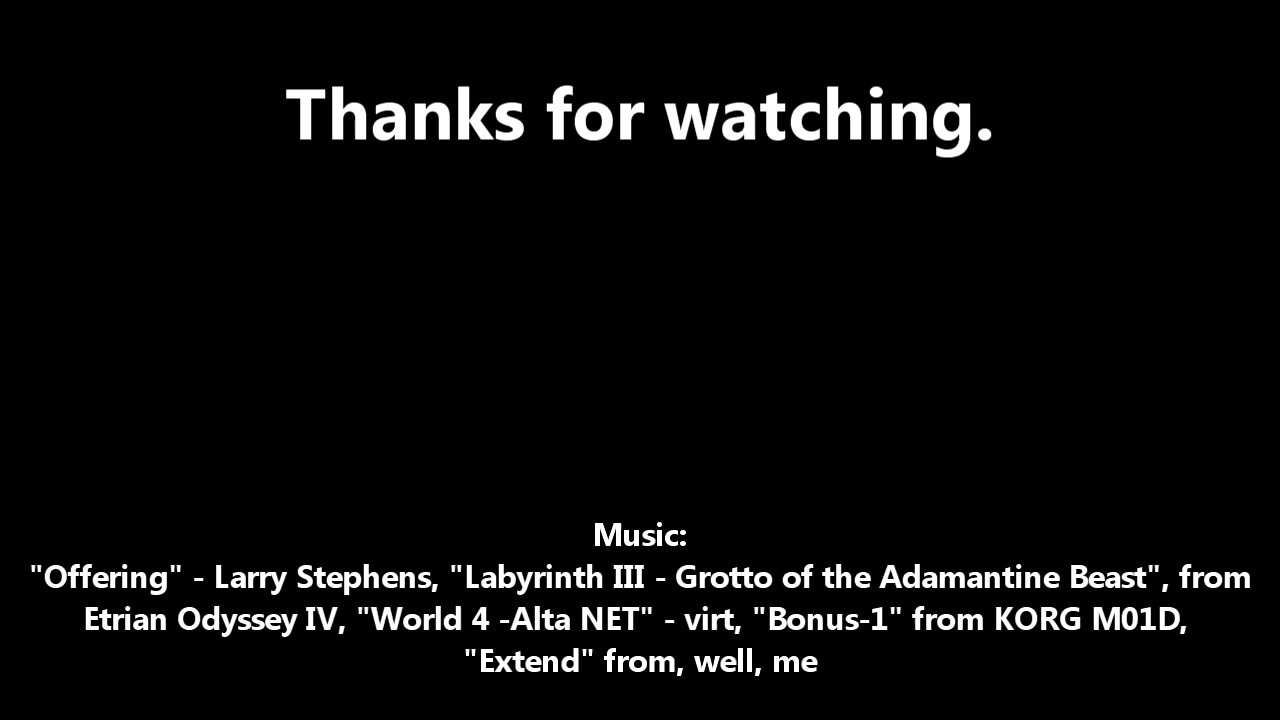 Thanks for watching.
Music:
"Offering" - Larry Stephens, "Labyrinth III - Grotto of the Adamantine Beast", from
Etrian Odyssey IV, "World 4 -Alta NET" - virt, "Bonus-1" from KORG M01D,
"Extend" from, well, me